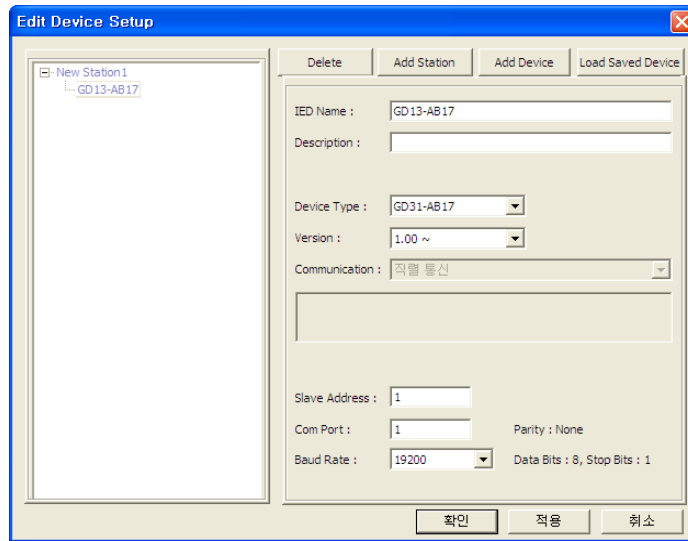 Edit Device Setup
New Station1
GD13-AB17
Delete
Add Station
Add Device
Load Saved Device
IED Name : GD13-AB17
Description :
Device Type : GD31-AB17
Version : 1.00 ~
Communication : 직렬 통신
Slave Address : 1
Com Port : 1 Parity : None
Baud Rate : 19200 Data Bits : 8, Stop Bits : 1
확인
적용
취소